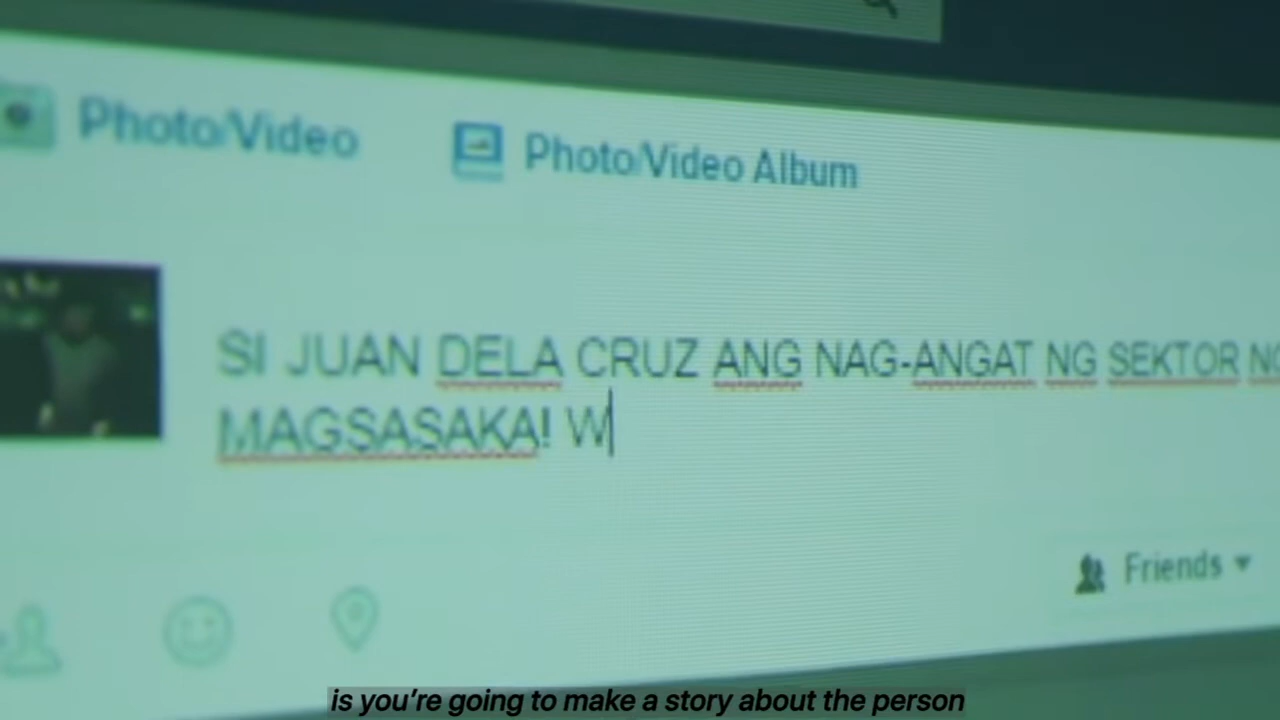 Photo/Video
Photo/Video Album
SI JUAN DELA CRUZ ANG NAG-ANGAT NG SEKTOR NG
MAGSASAKA! W
Friends
is you're going to make a story about the person